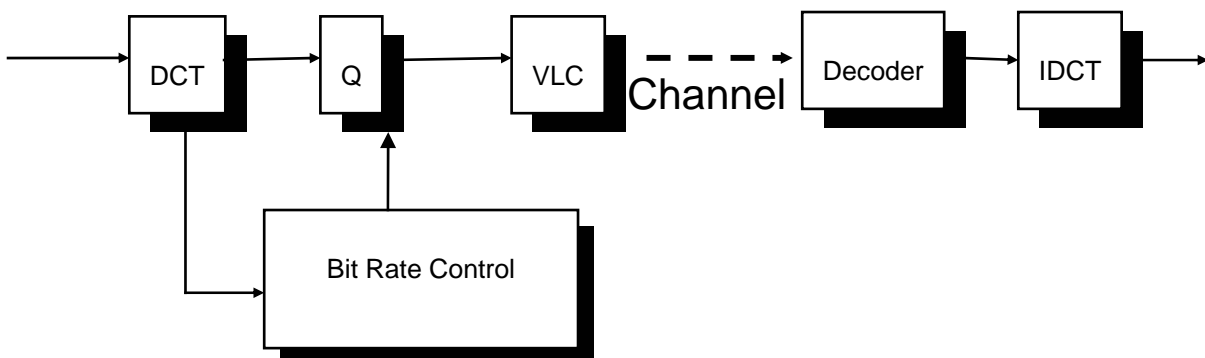 DCT
Q
VLC
Channel
Decoder
IDCT
Bit Rate Control